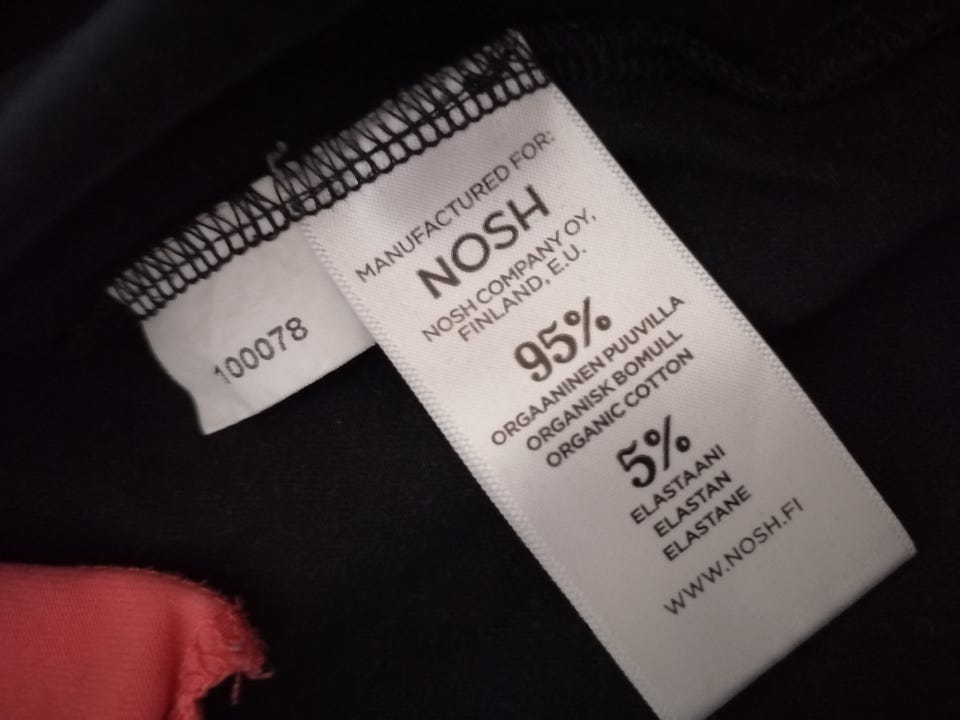 MANUFACTURED FOR:
NOSH
NOSH COMPANY OY,
FINLAND, E.U.
95%
ORGAANINEN PUUVILLA
ORGANISK BOMULL
ORGANIC COTTON
5%
ELASTAANI
ELASTAN
ELASTANE
WWW.NOSH.FI
100078